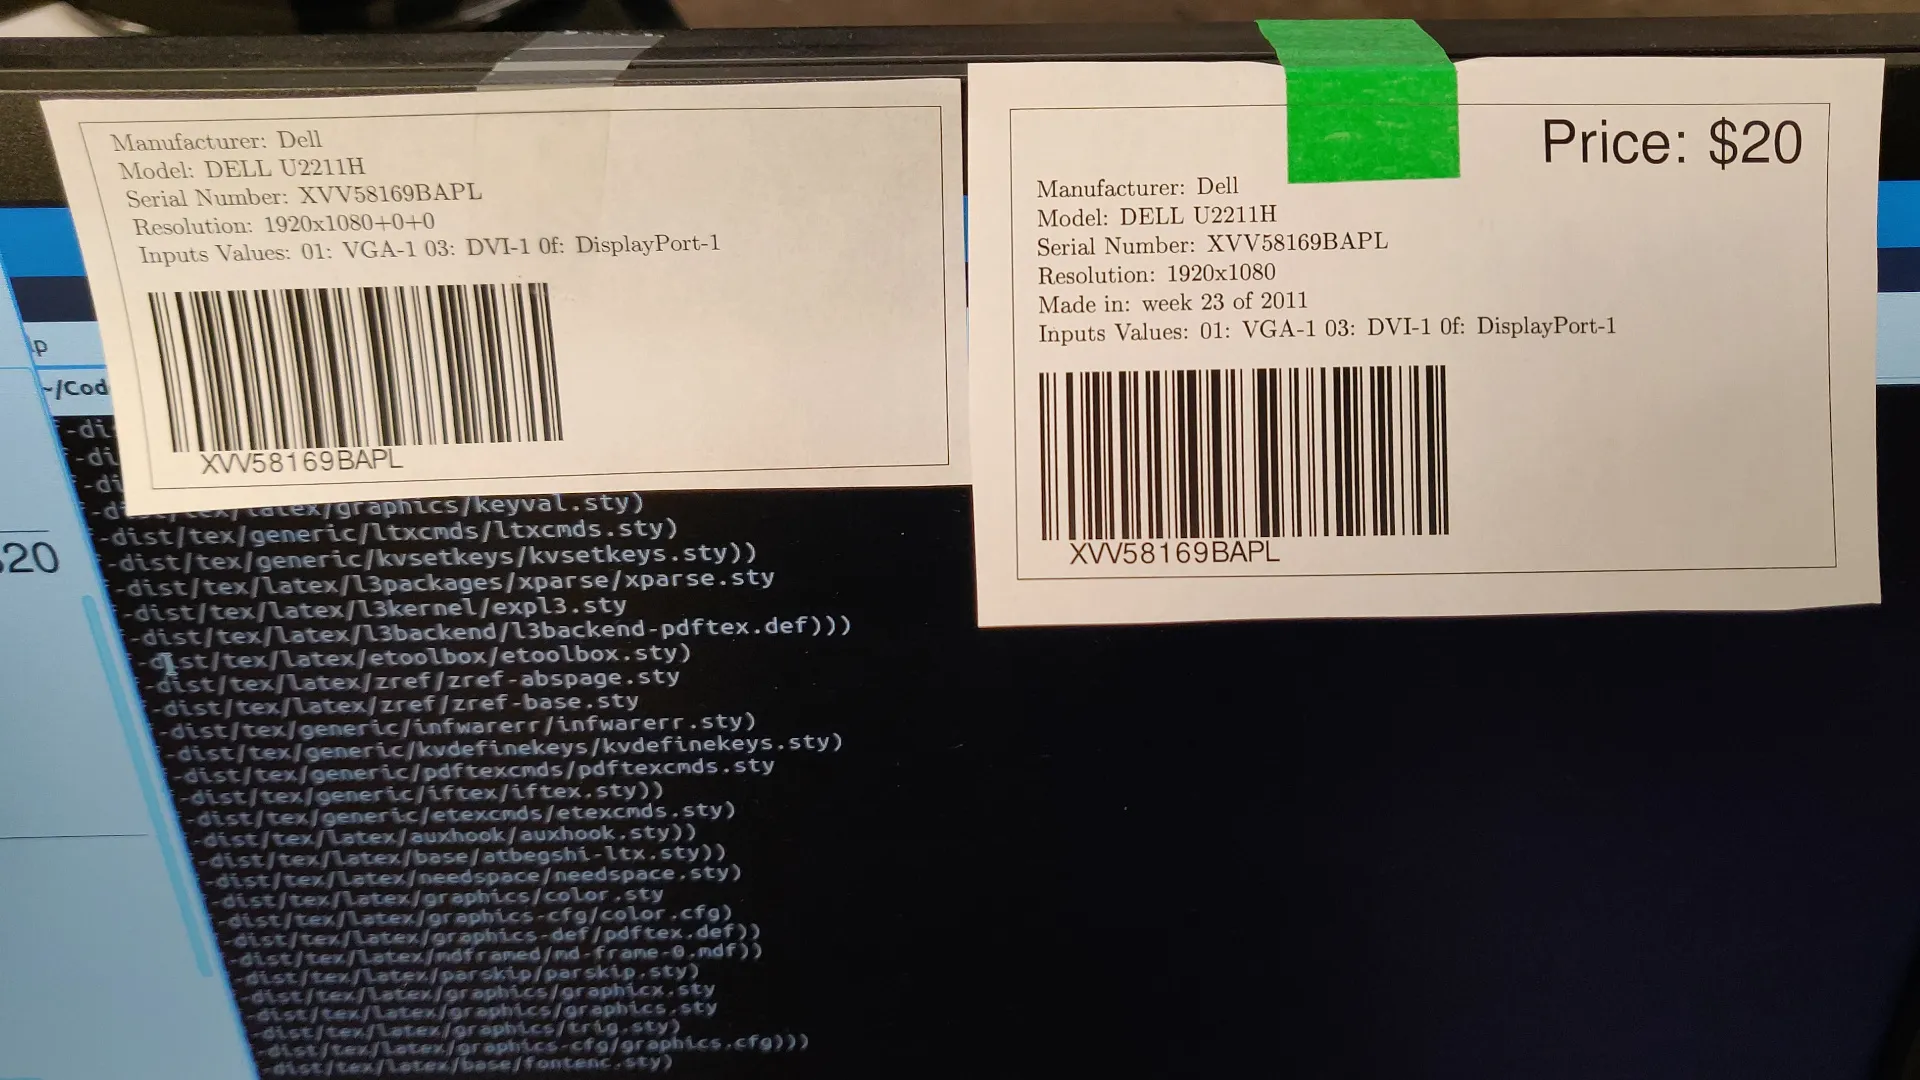 Manufacturer: Dell
Model: DELL U2211H
Serial Number: XVV58169BAPL
Resolution: 1920x1080+0+0
Inputs Values: 01: VGA-1 03: DVI-1 0f: DisplayPort-1
XVV58169BAPL
Price: $20
Manufacturer: Dell
Model: DELL U2211H
Serial Number: XVV58169BAPL
Resolution: 1920x1080
Made in: week 23 of 2011
Inputs Values: 01: VGA-1 03: DVI-1 0f: DisplayPort-1
XVV58169BAPL
~/Cod
-di
-di
-di
/graphics/keyval.sty)
-dist/tex/generic/ltxcmds/ltxcmds.sty)
-dist/tex/generic/kvsetkeys/kvsetkeys.sty))
-dist/tex/latex/l3packages/xparse/xparse.sty
-dist/tex/latex/l3kernel/expl3.sty
-dist/tex/latex/l3backend/l3backend-pdftex.def)))
-dist/tex/latex/etoolbox/etoolbox.sty)
-dist/tex/latex/zref/zref-abspage.sty
-dist/tex/latex/zref/zref-base.sty
-dist/tex/generic/infwarerr/infwarerr.sty)
-dist/tex/generic/kvdefinekeys/kvdefinekeys.sty)
-dist/tex/generic/pdftexcmds/pdftexcmds.sty
-dist/tex/generic/iftex/iftex.sty))
-dist/tex/generic/etexcmds/etexcmds.sty)
-dist/tex/latex/auxhook/auxhook.sty))
-dist/tex/latex/base/atbegshi-ltx.sty))
-dist/tex/latex/needspace/needspace.sty)
-dist/tex/latex/graphics/color.sty
-dist/tex/latex/graphics-cfg/color.cfg)
-dist/tex/latex/graphics-def/pdftex.def))
-dist/tex/latex/mdframed/md-frame-0.mdf))
-dist/tex/latex/parskip/parskip.sty)
-dist/tex/latex/graphics/graphicx.sty
-dist/tex/latex/graphics/graphics.sty
-dist/tex/latex/graphics/trig.sty)
-dist/tex/latex/graphics-cfg/graphics.cfg)))
-dist/tex/latex/base/fontenc.sty)
20